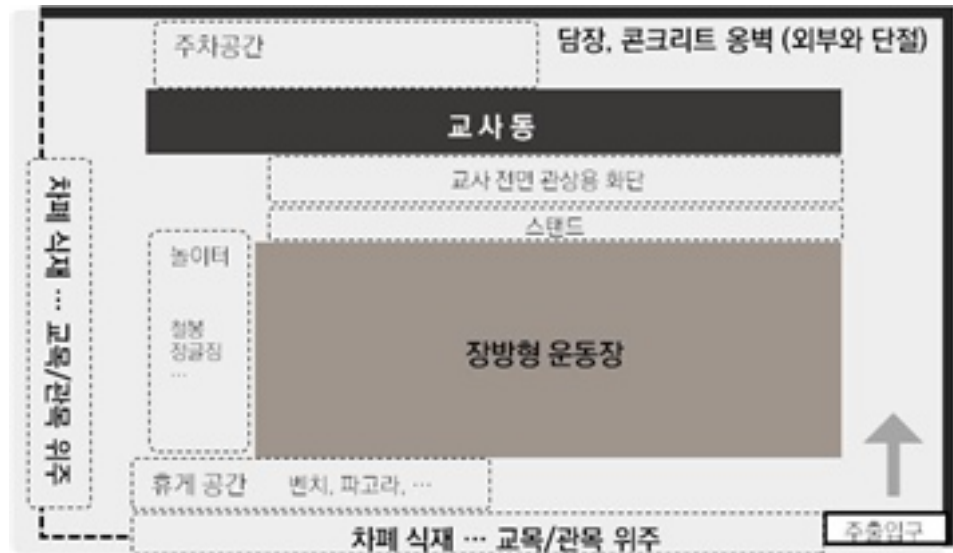 주차공간
담장, 콘크리트 옹벽 (외부와 단절)
교 사 동
교사 전면 관상용 화단
스탠드
차폐 식재 … 교목/관목 위주
놀이터
철봉
정글짐
…
장방형 운동장
휴게 공간 벤치, 파고라, …
차폐 식재 … 교목/관목 위주
주출입구